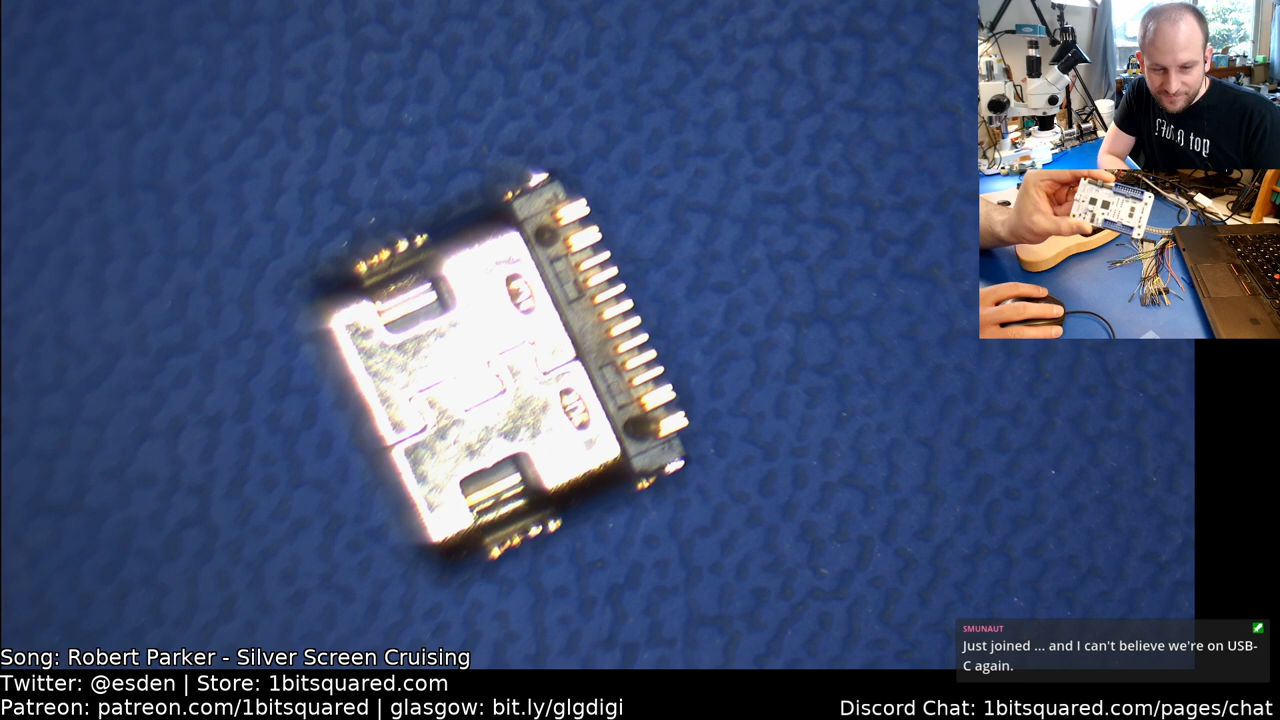 got
SMUNAUT
Just joined ... and I can't believe we're on USB-
C again.
Song: Robert Parker - Silver Screen Cruising
Twitter: @esden | Store: 1bitsquared.com
Patreon: patreon.com/1bitsquared | glasgow: bit.ly/glgdigi
Discord Chat: 1bitsquared.com/pages/chat